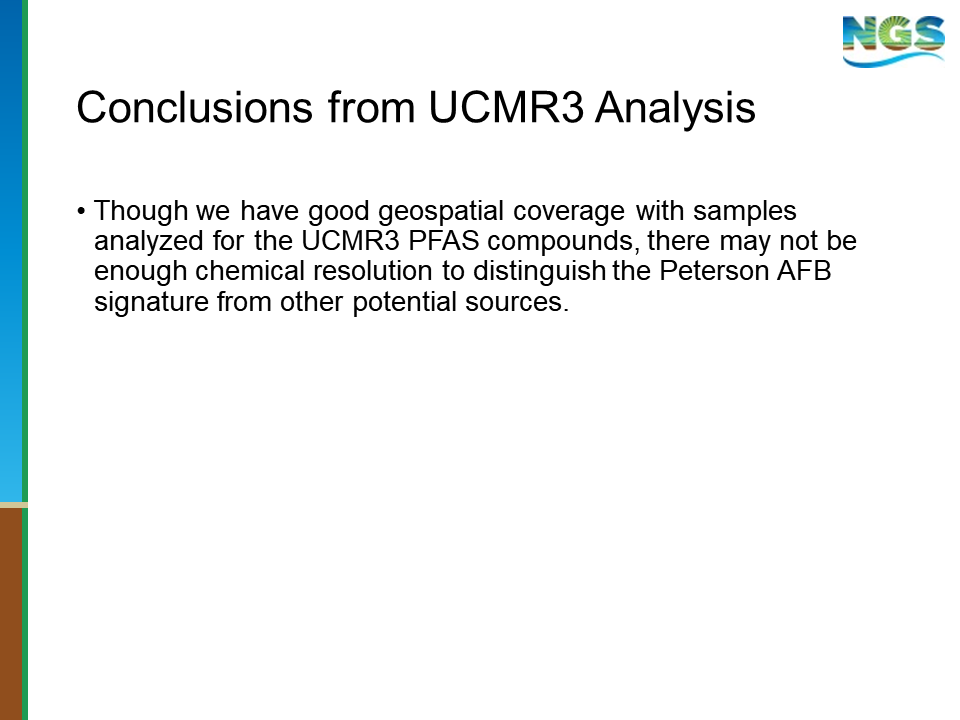 NGS
Conclusions from UCMR3 Analysis
• Though we have good geospatial coverage with samples
analyzed for the UCMR3 PFAS compounds, there may not be
enough chemical resolution to distinguish the Peterson AFB
signature from other potential sources.